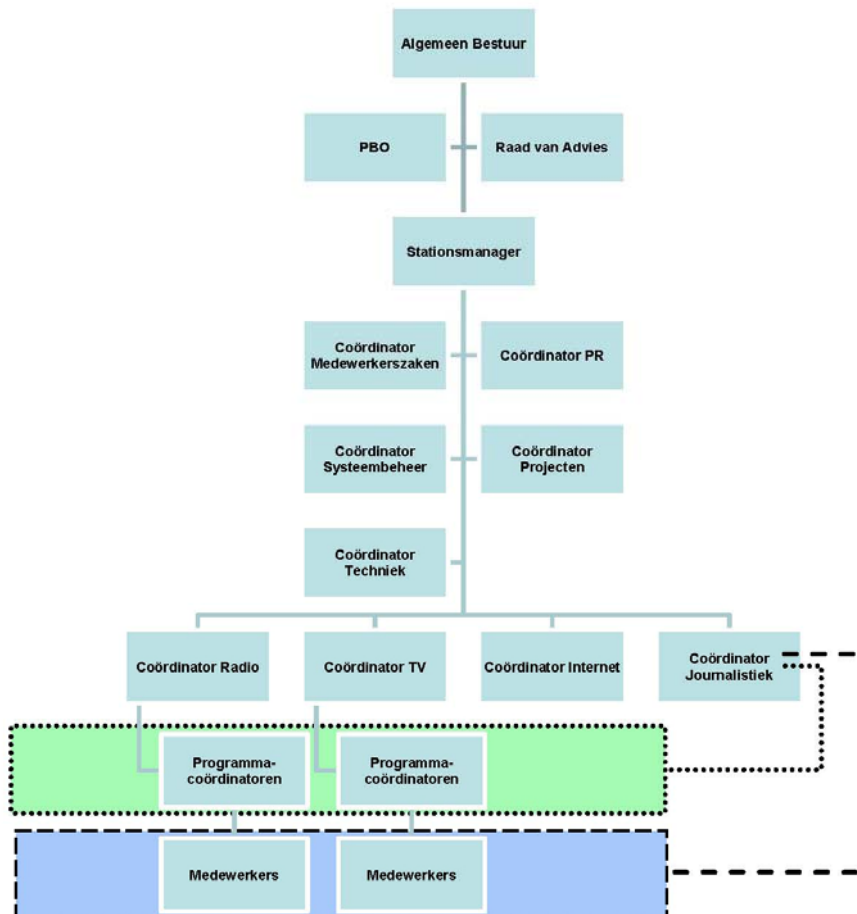 Algemeen Bestuur
PBO
Raad van Advies
Stationsmanager
Coördinator
Medewerkerszaken
Coördinator PR
Coördinator
Systeembeheer
Coördinator
Projecten
Coördinator
Techniek
Coördinator Radio
Coördinator TV
Coördinator Internet
Coördinator
Journalistiek
Programma-
coördinatoren
Programma-
coördinatoren
Medewerkers
Medewerkers